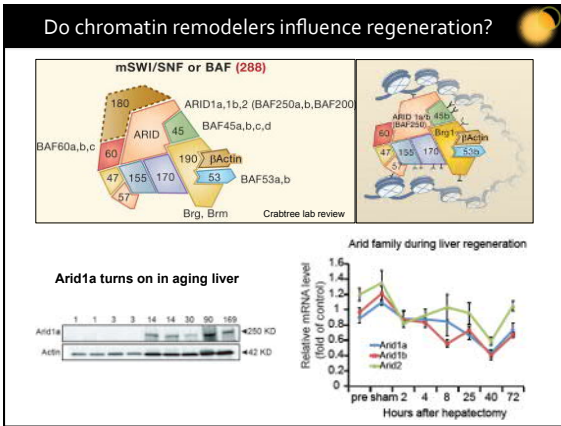 Do chromatin remodelers influence regeneration?
mSWI/SNF or BAF (288)
180
ARID1a,1b,2 (BAF250a,b,BAF200)
ARID
45
BAF45a,b,c,d
BAF60a,b,c
60
190
βActin
47
155
170
53
BAF53a,b
57
Brg, Brm
Crabtree lab review
ARID 1a/b
(BAF250)
45b
Brg1
60
βActin
53b
47
155
170
57
Arid1a turns on in aging liver
1 1 3 3 14 14 30 90 169
Arid1a
250 KD
Actin
42 KD
Arid family during liver regeneration
Relative mRNA level
(fold of control)
1.6
1.4
1.2
1
0.8
0.6
0.4
0.2
0
Arid1a
Arid1b
Arid2
pre sham 2 4 8 25 40 72
Hours after hepatectomy